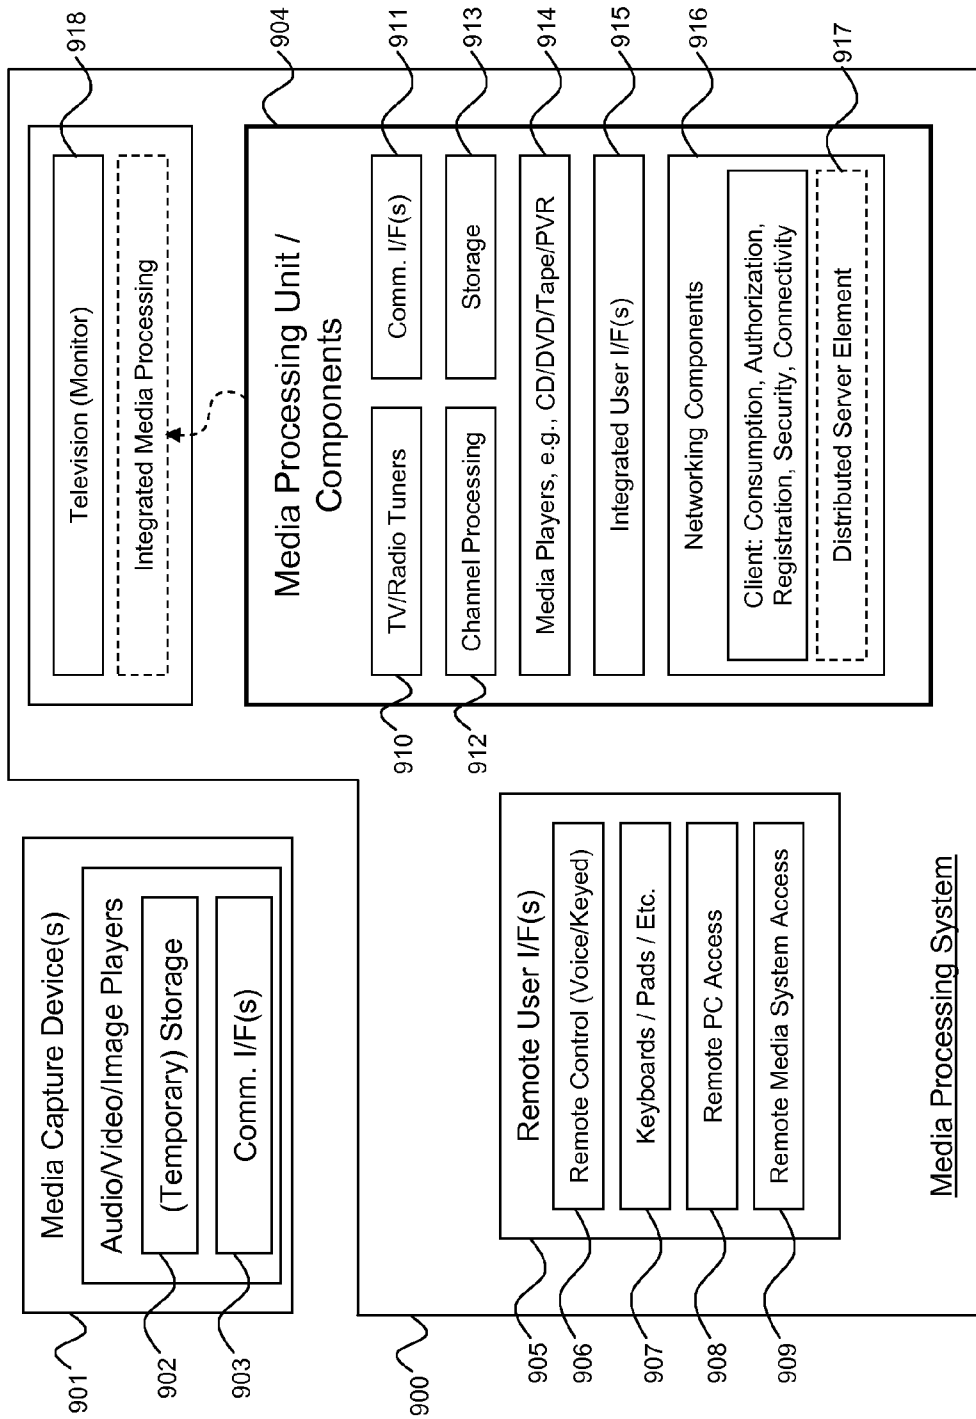 Media Capture Device(s)
Audio/Video/Image Players
(Temporary) Storage
Comm. I/F(s)
901
902
903
900
Remote User I/F(s)
Remote Control (Voice/Keyed)
Keyboards / Pads / Etc.
Remote PC Access
Remote Media System Access
905
906
907
908
909
Television (Monitor)
Integrated Media Processing
918
904
Media Processing Unit /
Components
TV/Radio Tuners
Comm. I/F(s)
910
911
Channel Processing
Storage
912
913
Media Players, e.g., CD/DVD/Tape/PVR
914
Integrated User I/F(s)
915
Networking Components
916
Client: Consumption, Authorization,
Registration, Security, Connectivity
Distributed Server Element
917
Media Processing System